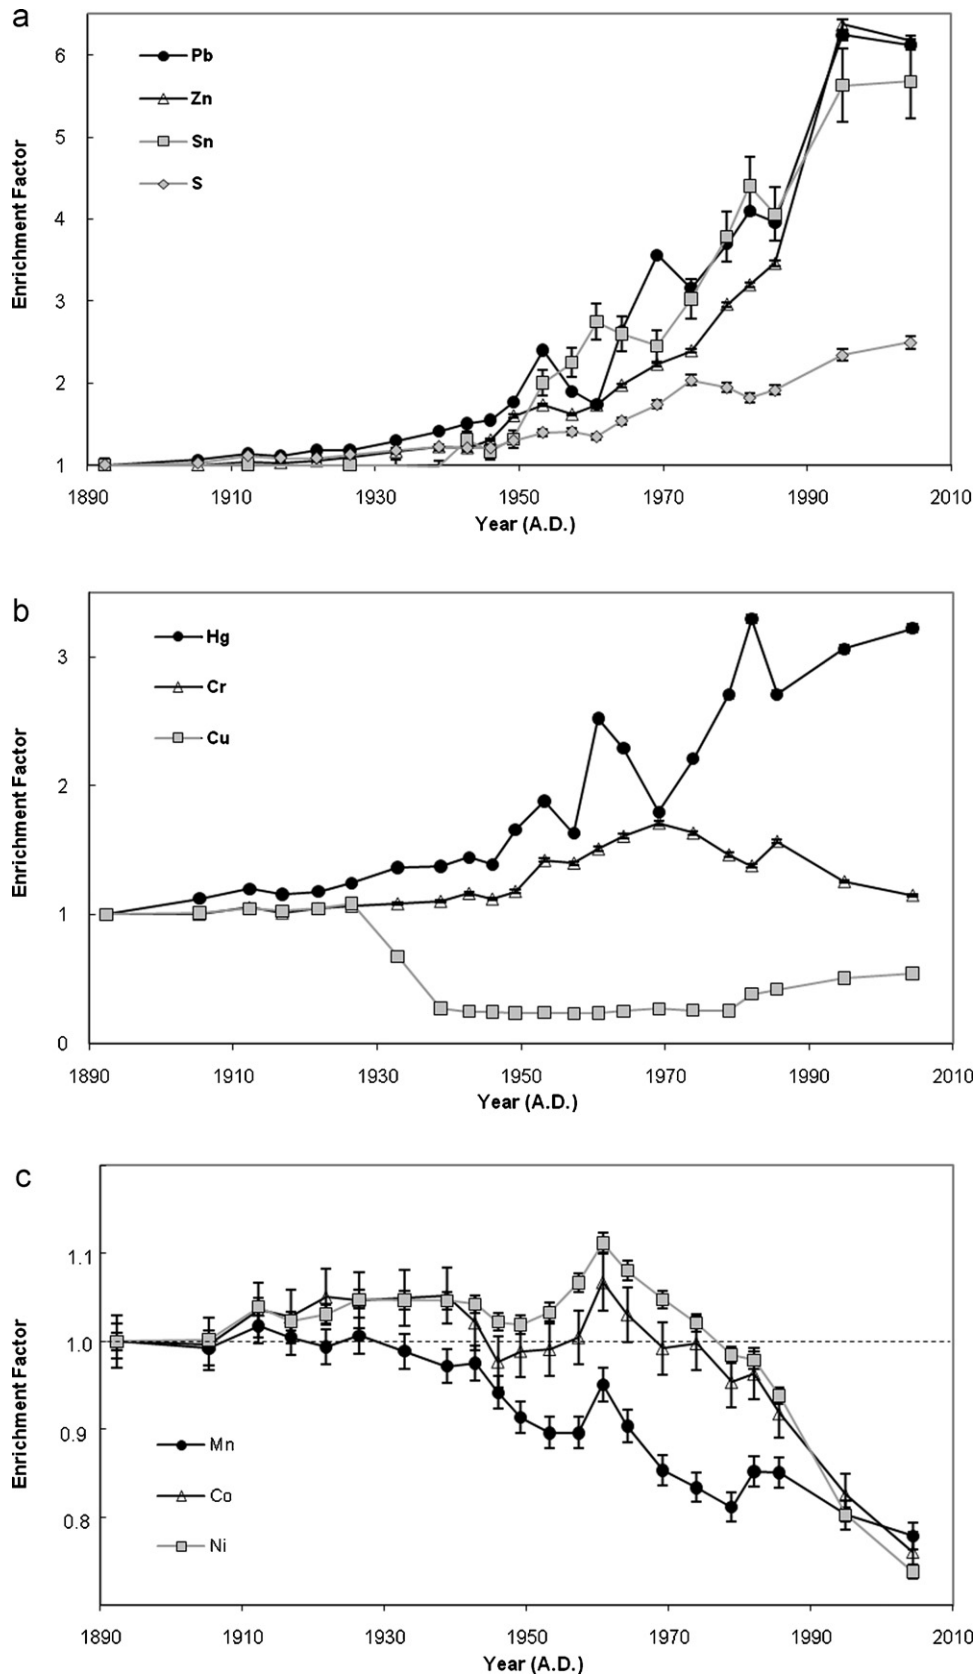 a
6
5
4
3
2
1
Enrichment Factor
Pb
Zn
Sn
S
1890 1910 1930 1950 1970 1990 2010
Year (A.D.)
b
3
2
1
0
Enrichment Factor
Hg
Cr
Cu
1890 1910 1930 1950 1970 1990 2010
Year (A.D.)
c
1.1
1.0
0.9
0.8
Enrichment Factor
Mn
Co
Ni
1890 1910 1930 1950 1970 1990 2010
Year (A.D.)